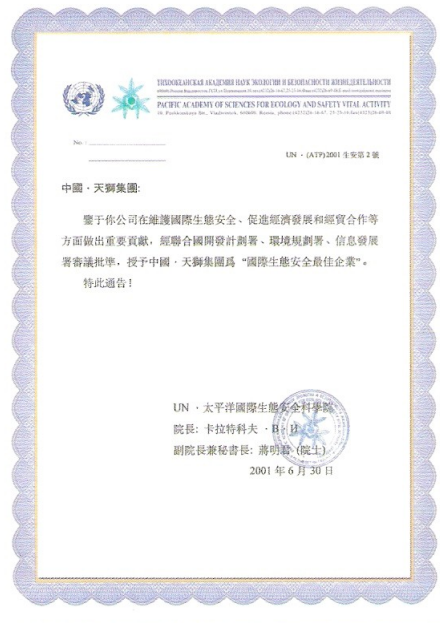 ТИХООКЕАНСКАЯ АКАДЕМИЯ НАУК ЭКОЛОГИИ И БЕЗОПАСНОСТИ ЖИЗНЕДЕЯТЕЛЬНОСТИ
PACIFIC ACADEMY OF SCIENCES FOR ECOLOGY AND SAFETY VITAL ACTIVITY
No.
UN ·(ATP)2001 生安第 2 號
中國·天獅集團:
鑒于你公司在維護國際生態安全、促進經濟發展和經貿合作等
方面做出重要貢獻，經聯合國開發計劃署、環境規劃署、信息發展
署審議批準，授予中國·天獅集團爲“國際生態安全最佳企業”。
特此通告！
UN ·太平洋國際生態安全科學院
院長: 卡拉特科夫 ·В·И
副院長兼秘書長: 蔣明君 (院士)
2001 年 6 月 30 日